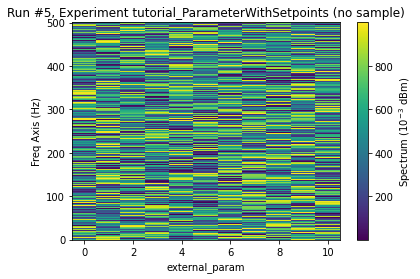 Run #5, Experiment tutorial_ParameterWithSetpoints (no sample)
500
400
300
200
100
0
Freq Axis (Hz)
0 2 4 6 8 10
external_param
800
600
400
200
Spectrum (10⁻³ dBm)